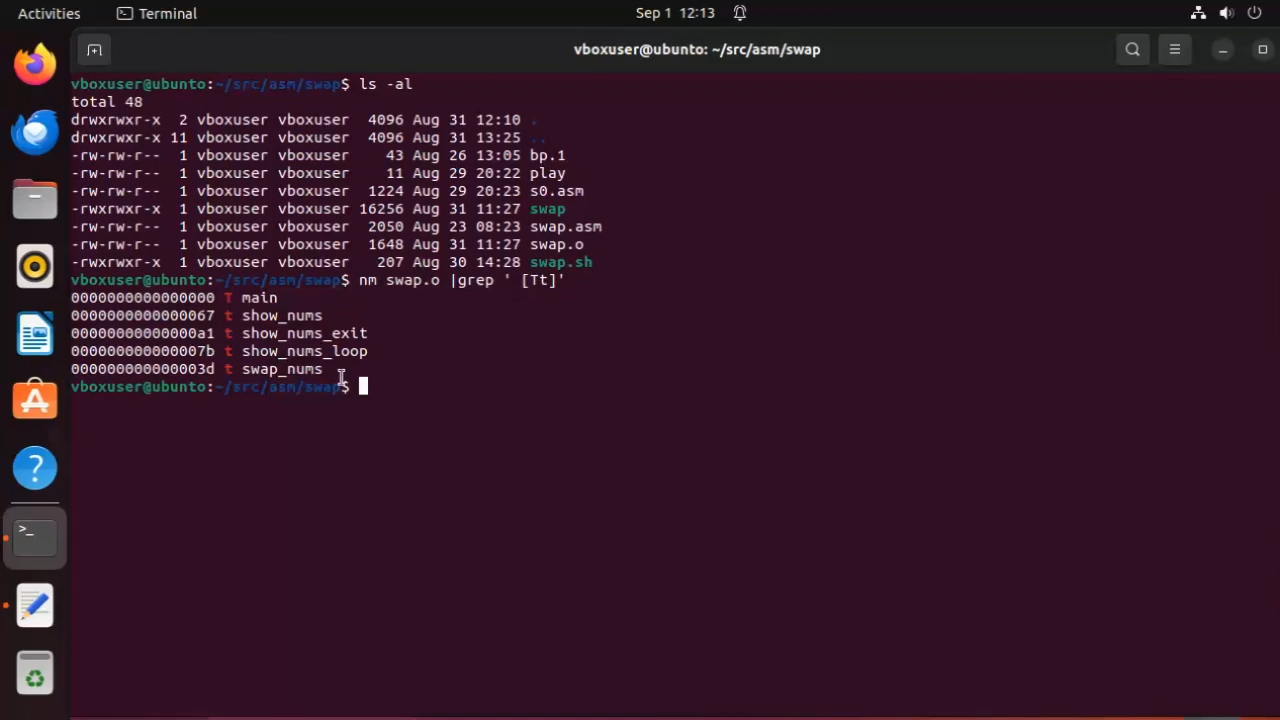 Activities Terminal Sep 1 12:13
vboxuser@ubunto: ~/src/asm/swap
vboxuser@ubunto:~/src/asm/swap$ ls -al
total 48
drwxrwxr-x 2 vboxuser vboxuser 4096 Aug 31 12:10 .
drwxrwxr-x 11 vboxuser vboxuser 4096 Aug 31 13:25 ..
-rw-rw-r-- 1 vboxuser vboxuser 43 Aug 26 13:05 bp.1
-rw-rw-r-- 1 vboxuser vboxuser 11 Aug 29 20:22 play
-rw-rw-r-- 1 vboxuser vboxuser 1224 Aug 29 20:23 s0.asm
-rwxrwxr-x 1 vboxuser vboxuser 16256 Aug 31 11:27 swap
-rw-rw-r-- 1 vboxuser vboxuser 2050 Aug 23 08:23 swap.asm
-rw-rw-r-- 1 vboxuser vboxuser 1648 Aug 31 11:27 swap.o
-rwxrwxr-x 1 vboxuser vboxuser 207 Aug 30 14:28 swap.sh
vboxuser@ubunto:~/src/asm/swap$ nm swap.o |grep ' [Tt]'
0000000000000000 T main
0000000000000067 t show_nums
00000000000000a1 t show_nums_exit
000000000000007b t show_nums_loop
000000000000003d t swap_nums
vboxuser@ubunto:~/src/asm/swap$